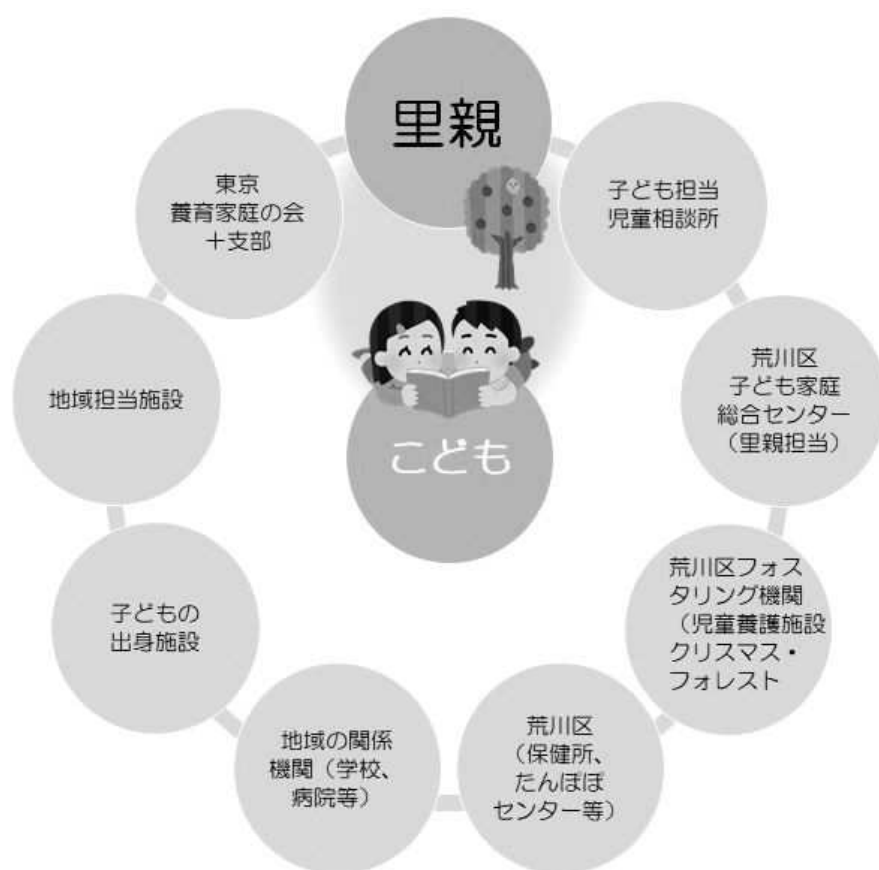 里親
子ども担当
児童相談所
荒川区
子ども家庭
総合センター
（里親担当）
荒川区フォス
タリング機関
（児童養護施設
クリスマス・
フォレスト
荒川区
（保健所、
たんぽぽ
センター等）
地域の関係
機関（学校、
病院等）
子どもの
出身施設
地域担当施設
東京
養育家庭の会
＋支部
こども